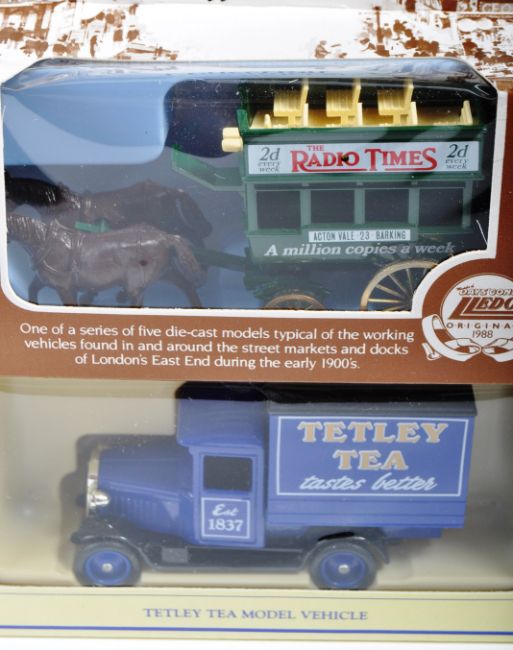 THE
RADIO TIMES
2d
every
week
2d
every
week
ACTON VALE · 23 · BARKING
A million copies a week
DAYS GONE
LLEDO
ORIGINAL
1988
One of a series of five die-cast models typical of the working
vehicles found in and around the street markets and docks
of London's East End during the early 1900's.
TETLEY
TEA
tastes better
Est
1837
TETLEY TEA MODEL VEHICLE